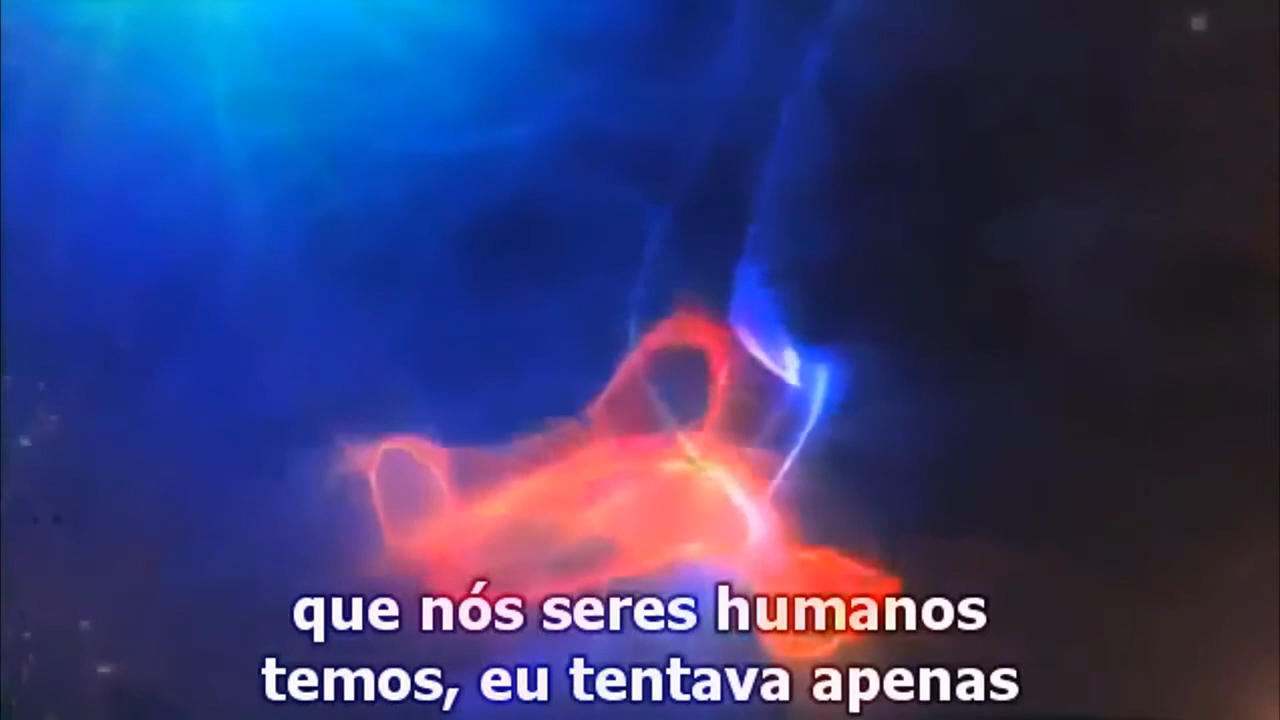 que nós seres humanos
temos, eu tentava apenas